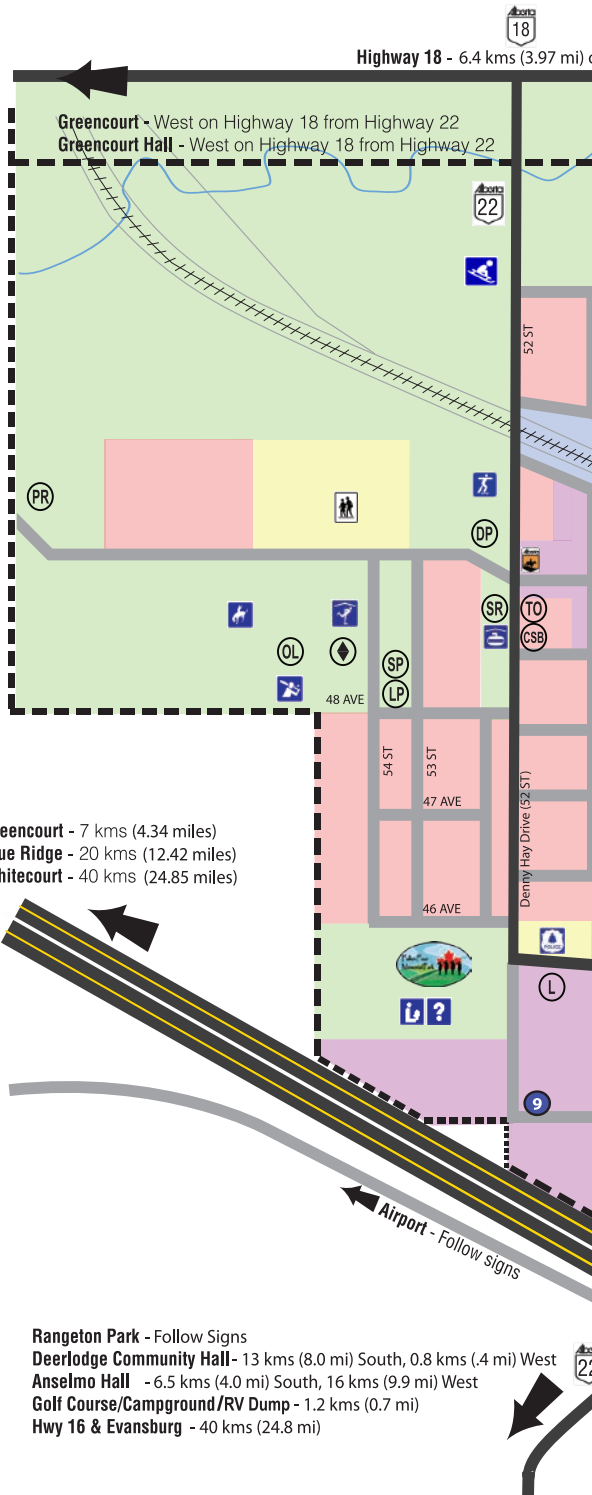 Alberta
18
Highway 18 - 6.4 kms (3.97 mi)
Greencourt - West on Highway 18 from Highway 22
Greencourt Hall - West on Highway 18 from Highway 22
Alberta
22
52 ST
PR
DP
Alberta
SR
TO
CSB
OL
SP
LP
48 AVE
54 ST
53 ST
47 AVE
Denny Hay Drive (52 ST)
eencourt - 7 kms (4.34 miles)
ue Ridge - 20 kms (12.42 miles)
hitecourt - 40 kms (24.85 miles)
46 AVE
POLICE
L
?
9
Airport - Follow signs
Rangeton Park - Follow Signs
Deerlodge Community Hall - 13 kms (8.0 mi) South, 0.8 kms (.4 mi) West
Anselmo Hall - 6.5 kms (4.0 mi) South, 16 kms (9.9 mi) West
Golf Course/Campground/RV Dump - 1.2 kms (0.7 mi)
Hwy 16 & Evansburg - 40 kms (24.8 mi)
Alberta
22